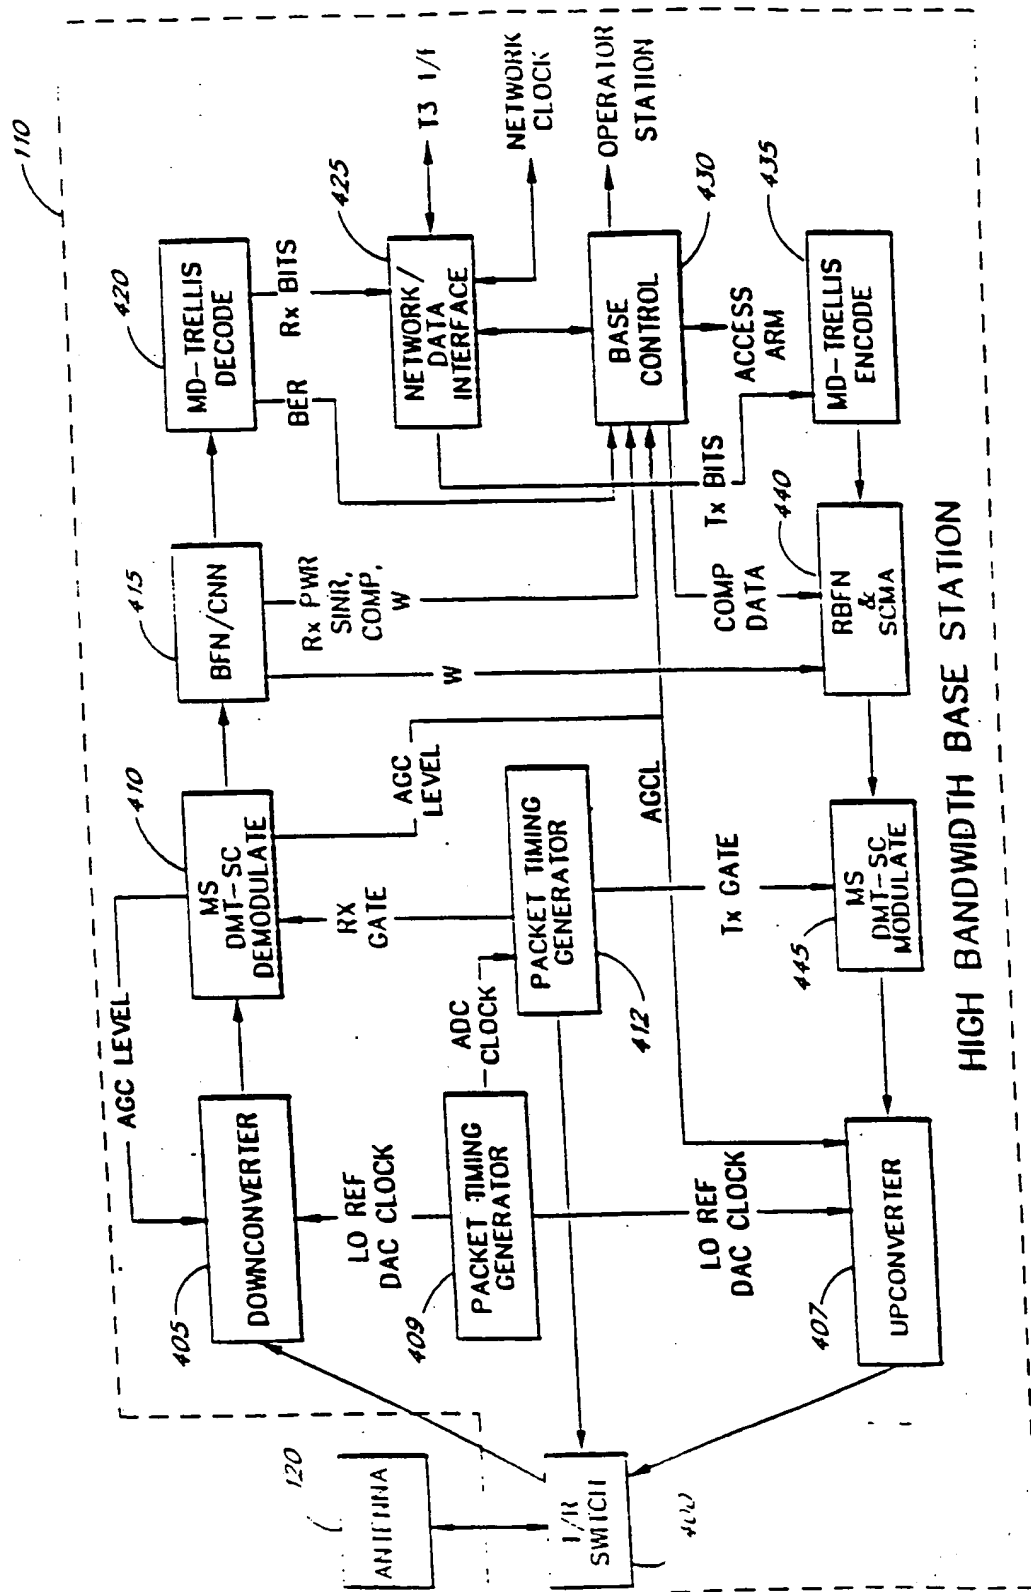 110
120
ANTENNA
T/R
SWITCH
400
405
DOWNCONVERTER
AGC LEVEL
410
MS
DMT-SC
DEMODULATE
415
BFN/CNN
420
MD-TRELLIS
DECODE
LO REF
DAC CLOCK
RX
GATE
AGC
LEVEL
Rx PWR
SINR,
COMP,
W
W
BER
Rx BITS
409
PACKET TIMING
GENERATOR
ADC
CLOCK
PACKET TIMING
GENERATOR
412
425
NETWORK/
DATA
INTERFACE
T3 I/f
NETWORK
CLOCK
LO REF
DAC CLOCK
AGCL
Tx GATE
COMP
DATA
Tx BITS
BASE
CONTROL
430
OPERATOR
STATION
ACCESS
ARM
407
UPCONVERTER
445
MS
DMT-SC
MODULATE
440
RBFN
&
SCMA
435
MD-TRELLIS
ENCODE
HIGH BANDWIDTH BASE STATION